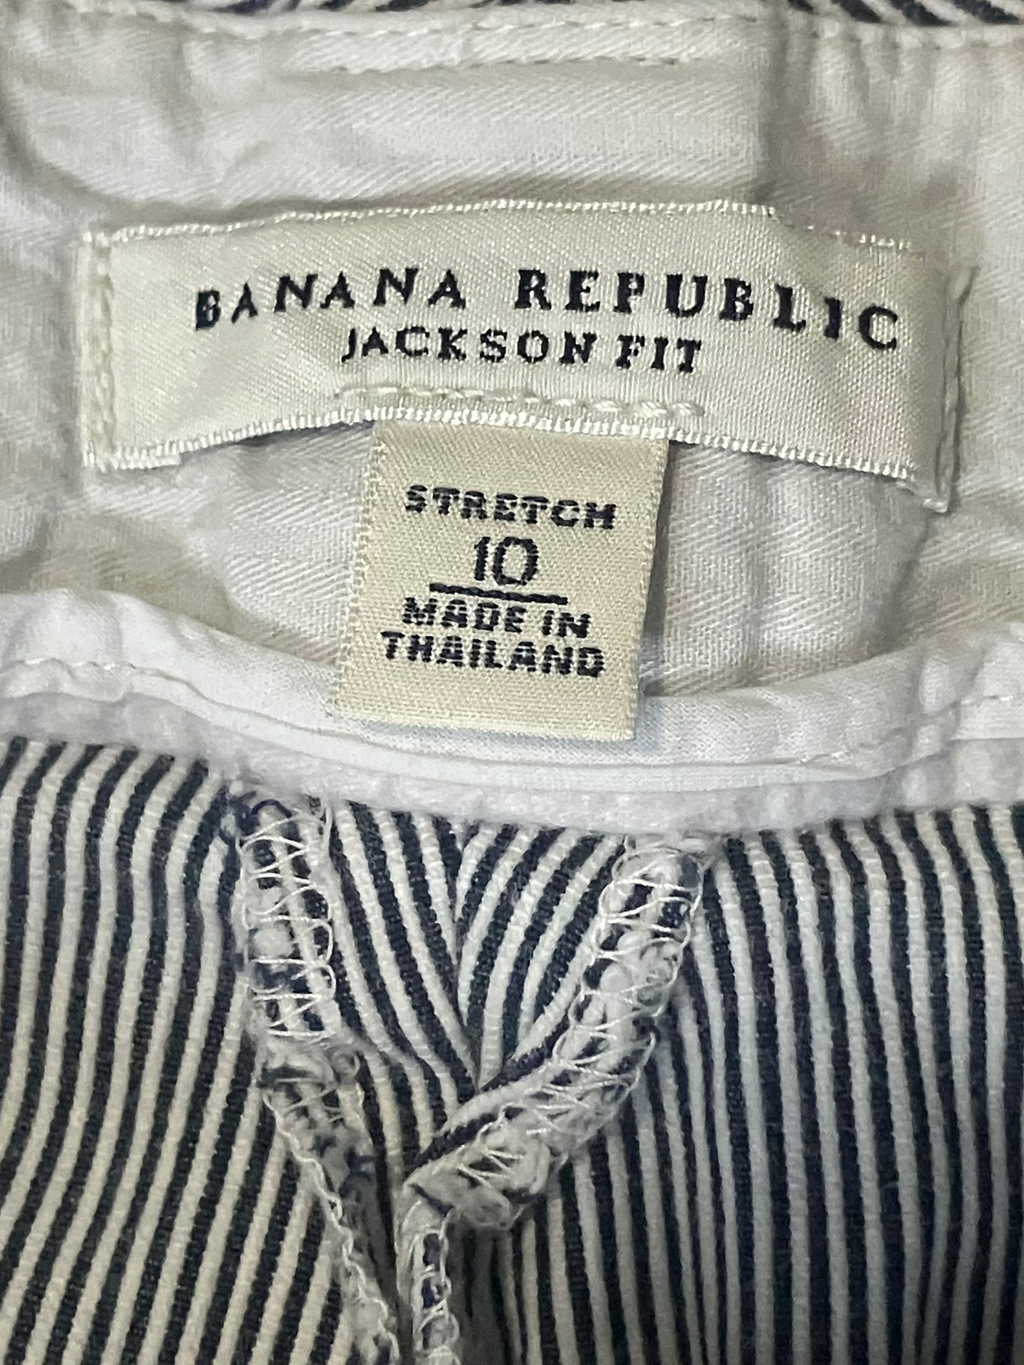 BANANA REPUBLIC
JACKSON FIT
STRETCH
10
MADE IN
THAILAND